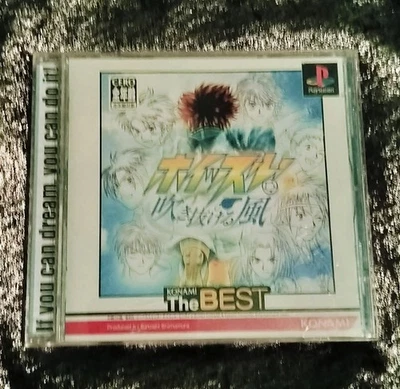 If you can dream, you can do it!
CERO
PlayStation
ホイッスル!
吹き抜ける風
KONAMI
The BEST
KONAMI